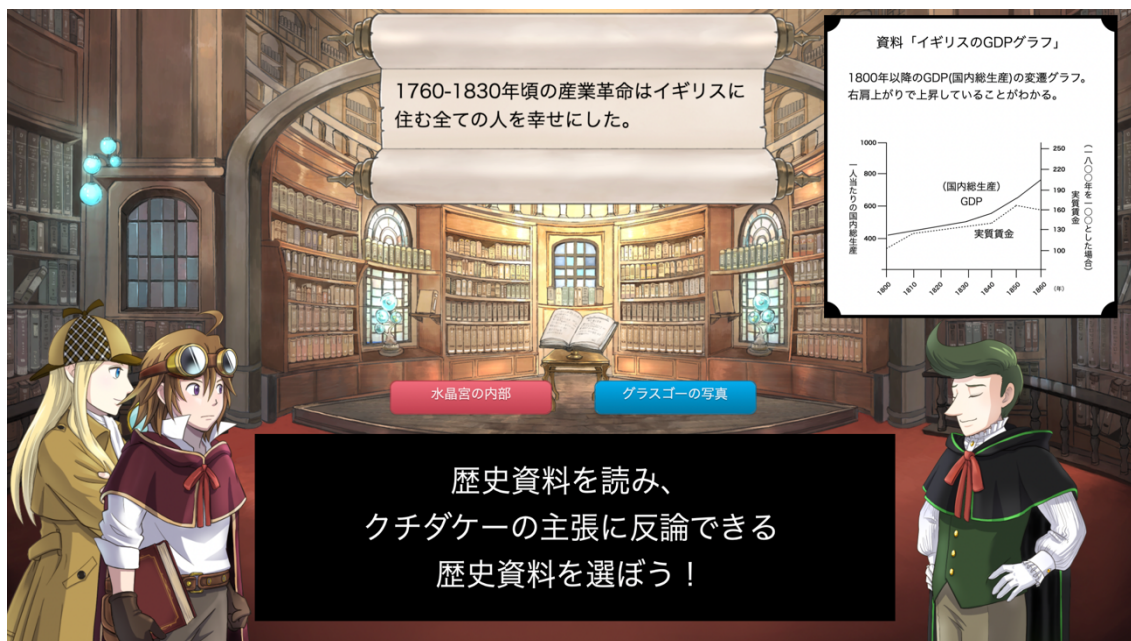 1760-1830年頃の産業革命はイギリスに
住む全ての人を幸せにした。
資料「イギリスのGDPグラフ」
1800年以降のGDP(国内総生産)の変遷グラフ。
右肩上がりで上昇していることがわかる。
一人当たりの国内総生産
1000
800
600
400
(国内総生産)
GDP
実質賃金
250
220
190
160
130
100
実質賃金
(一八〇〇年を一〇〇とした場合)
1800
1810
1820
1830
1840
1850
1860
(年)
水晶宮の内部
グラスゴーの写真
歴史資料を読み、
クチダケーの主張に反論できる
歴史資料を選ぼう！